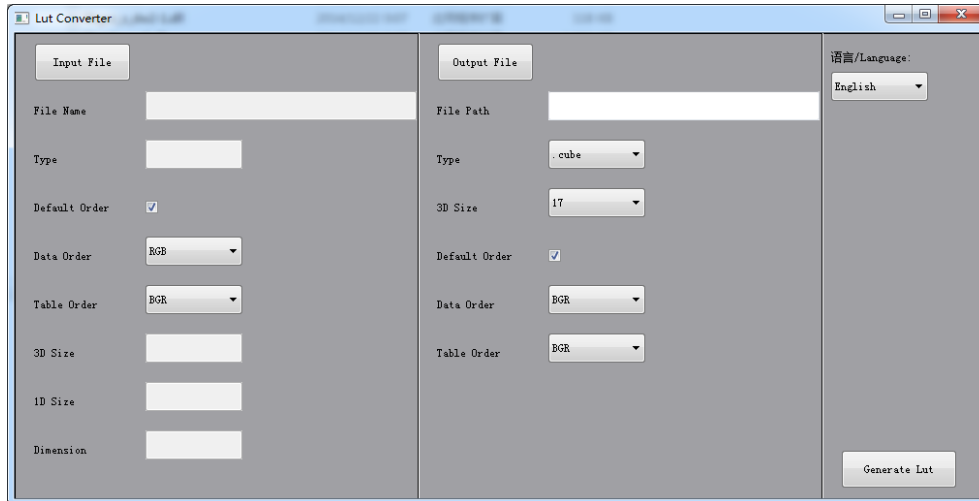 Lut Converter
Input File
File Name
Type
Default Order
Data Order
RGB
Table Order
BGR
3D Size
1D Size
Dimension
Output File
File Path
Type
.cube
3D Size
17
Default Order
Data Order
BGR
Table Order
BGR
语言/Language:
English
Generate Lut